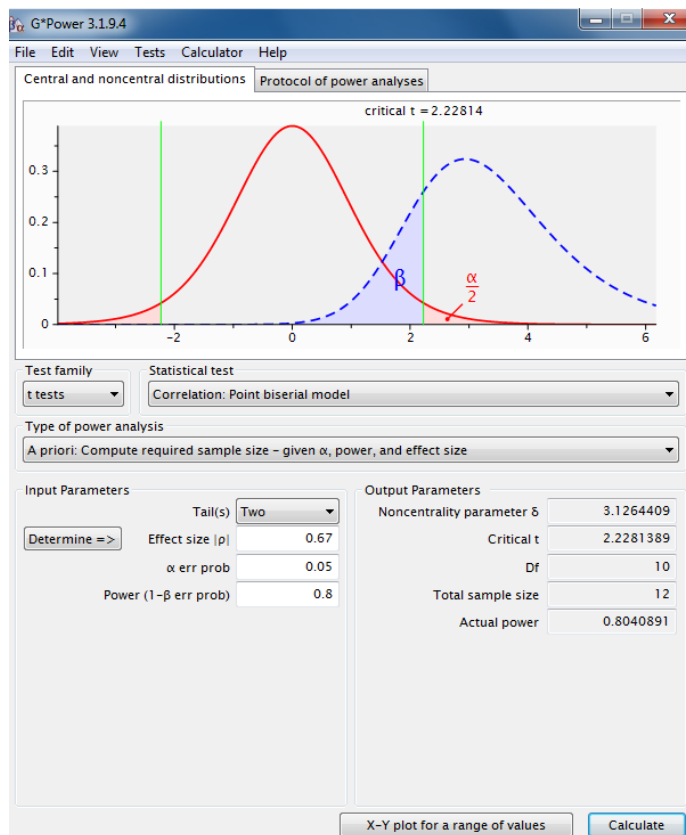 G*Power 3.1.9.4
File Edit View Tests Calculator Help
Central and noncentral distributions Protocol of power analyses
critical t = 2.22814
0.3
0.2
0.1
0
β
α
2
-2 0 2 4 6
Test family Statistical test
t tests Correlation: Point biserial model
Type of power analysis
A priori: Compute required sample size – given α, power, and effect size
Input Parameters Output Parameters
Tail(s) Two Noncentrality parameter δ 3.1264409
Determine => Effect size |ρ| 0.67 Critical t 2.2281389
α err prob 0.05 Df 10
Power (1-β err prob) 0.8 Total sample size 12
Actual power 0.8040891
X-Y plot for a range of values Calculate